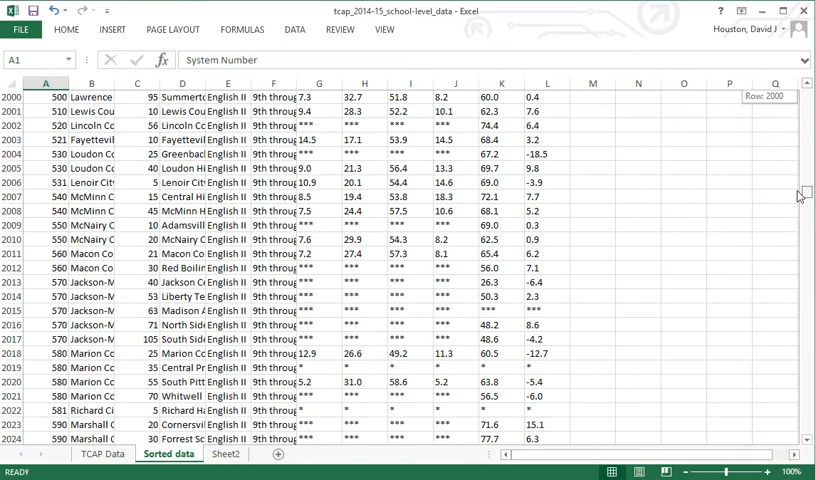 tcap_2014-15_school-level_data - Excel
FILE HOME INSERT PAGE LAYOUT FORMULAS DATA REVIEW VIEW Houston, David J
A1 fx System Number
A B C D E F G H I J K L M N O P Q
2000 500 Lawrence 95 Summerto English II 9th throug 7.3 32.7 51.8 8.2 60.0 0.4 Row: 2000
2001 510 Lewis Cou 10 Lewis Cou English II 9th throug 9.4 28.3 52.2 10.1 62.3 7.6
2002 520 Lincoln Co 56 Lincoln Co English II 9th throug *** *** *** *** 74.4 6.4
2003 521 Fayettevil 10 Fayettevil English II 9th throug 14.5 17.1 53.9 14.5 68.4 3.2
2004 530 Loudon Co 25 Greenbac English II 9th throug *** *** *** *** 67.2 -18.5
2005 530 Loudon Co 40 Loudon Hi English II 9th throug 9.0 21.3 56.4 13.3 69.7 9.8
2006 531 Lenoir City 5 Lenoir City English II 9th throug 10.9 20.1 54.4 14.6 69.0 -3.9
2007 540 McMinn C 15 Central Hi English II 9th throug 8.5 19.4 53.8 18.3 72.1 7.7
2008 540 McMinn C 45 McMinn H English II 9th throug 7.5 24.4 57.5 10.6 68.1 5.2
2009 550 McNairy C 10 Adamsvill English II 9th throug *** *** *** *** 69.0 0.3
2010 550 McNairy C 20 McNairy C English II 9th throug 7.6 29.9 54.3 8.2 62.5 0.9
2011 560 Macon Co 21 Macon Co English II 9th throug 7.2 27.4 57.3 8.1 65.4 6.2
2012 560 Macon Co 30 Red Boilin English II 9th throug *** *** *** *** 56.0 7.1
2013 570 Jackson-M 40 Jackson Ce English II 9th throug *** *** *** *** 26.3 -6.4
2014 570 Jackson-M 53 Liberty Te English II 9th throug *** *** *** *** 50.3 2.3
2015 570 Jackson-M 63 Madison A English II 9th throug *** *** *** *** *** ***
2016 570 Jackson-M 71 North Side English II 9th throug *** *** *** *** 48.2 8.6
2017 570 Jackson-M 105 South Side English II 9th throug *** *** *** *** 48.6 -4.2
2018 580 Marion Co 25 Marion Co English II 9th throug 12.9 26.6 49.2 11.3 60.5 -12.7
2019 580 Marion Co 35 Central Pr English II 9th throug * * * * * *
2020 580 Marion Co 55 South Pitt English II 9th throug 5.2 31.0 58.6 5.2 63.8 -5.4
2021 580 Marion Co 70 Whitwell English II 9th throug *** *** *** *** 56.5 -6.0
2022 581 Richard Ci 5 Richard Ha English II 9th throug * * * * * *
2023 590 Marshall C 20 Cornersvil English II 9th throug *** *** *** *** 71.6 15.1
2024 590 Marshall C 30 Forrest Sc English II 9th throug *** *** *** *** 77.7 6.3
TCAP Data Sorted data Sheet2
READY 100%